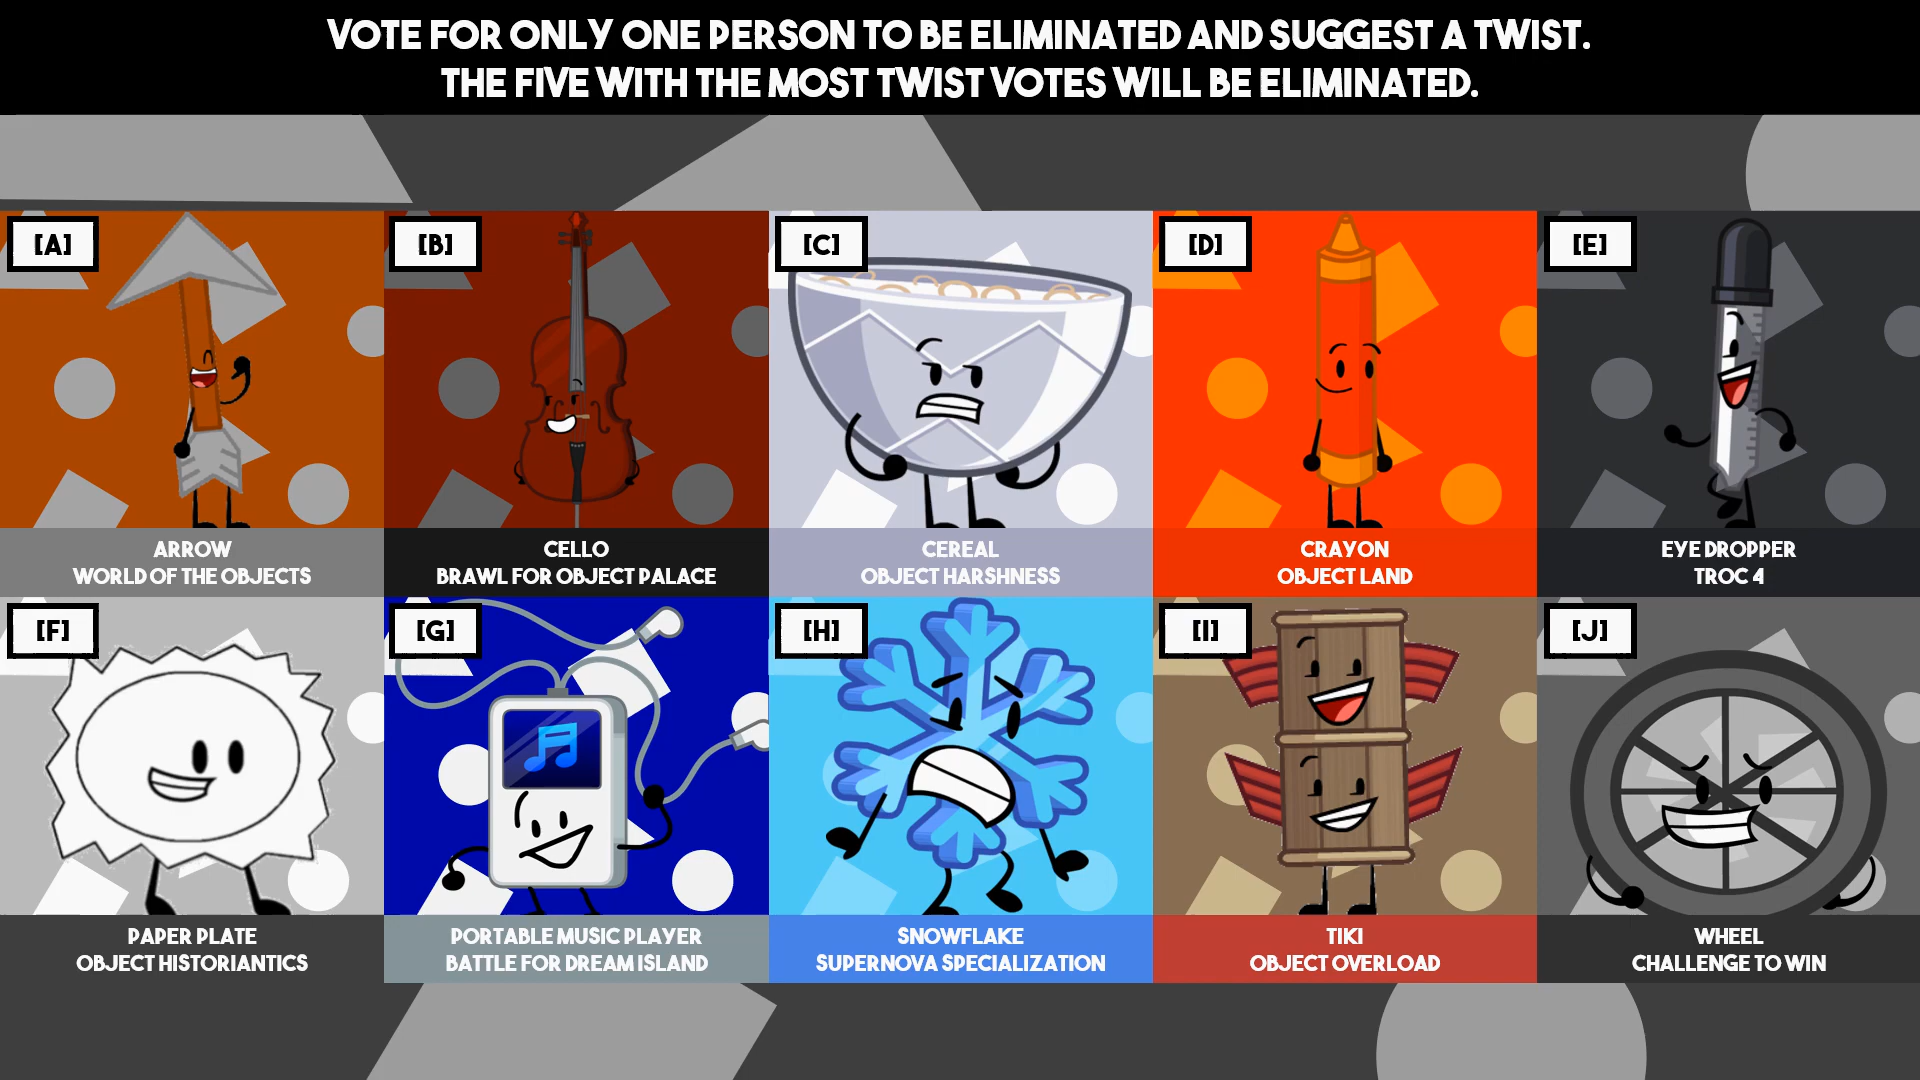 VOTE FOR ONLY ONE PERSON TO BE ELIMINATED AND SUGGEST A TWIST.
THE FIVE WITH THE MOST TWIST VOTES WILL BE ELIMINATED.
[A]
ARROW
WORLD OF THE OBJECTS
[B]
CELLO
BRAWL FOR OBJECT PALACE
[C]
CEREAL
OBJECT HARSHNESS
[D]
CRAYON
OBJECT LAND
[E]
EYE DROPPER
TROC 4
[F]
PAPER PLATE
OBJECT HISTORIANTICS
[G]
PORTABLE MUSIC PLAYER
BATTLE FOR DREAM ISLAND
[H]
SNOWFLAKE
SUPERNOVA SPECIALIZATION
[I]
TIKI
OBJECT OVERLOAD
[J]
WHEEL
CHALLENGE TO WIN